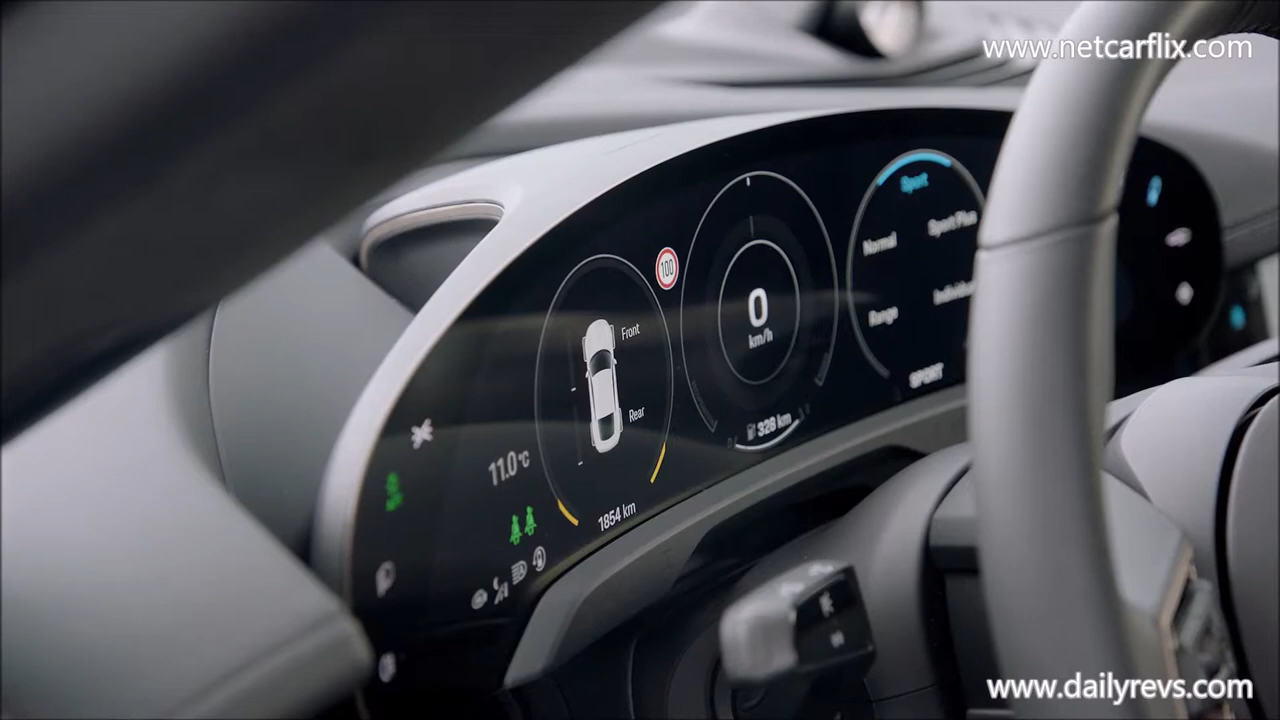 www.netcarflix.com
Sport
Normal
Sport Plus
Range
SPORT
100
0
km/h
328 km
Front
Rear
11.0 °C
1854 km
www.dailyrevs.com